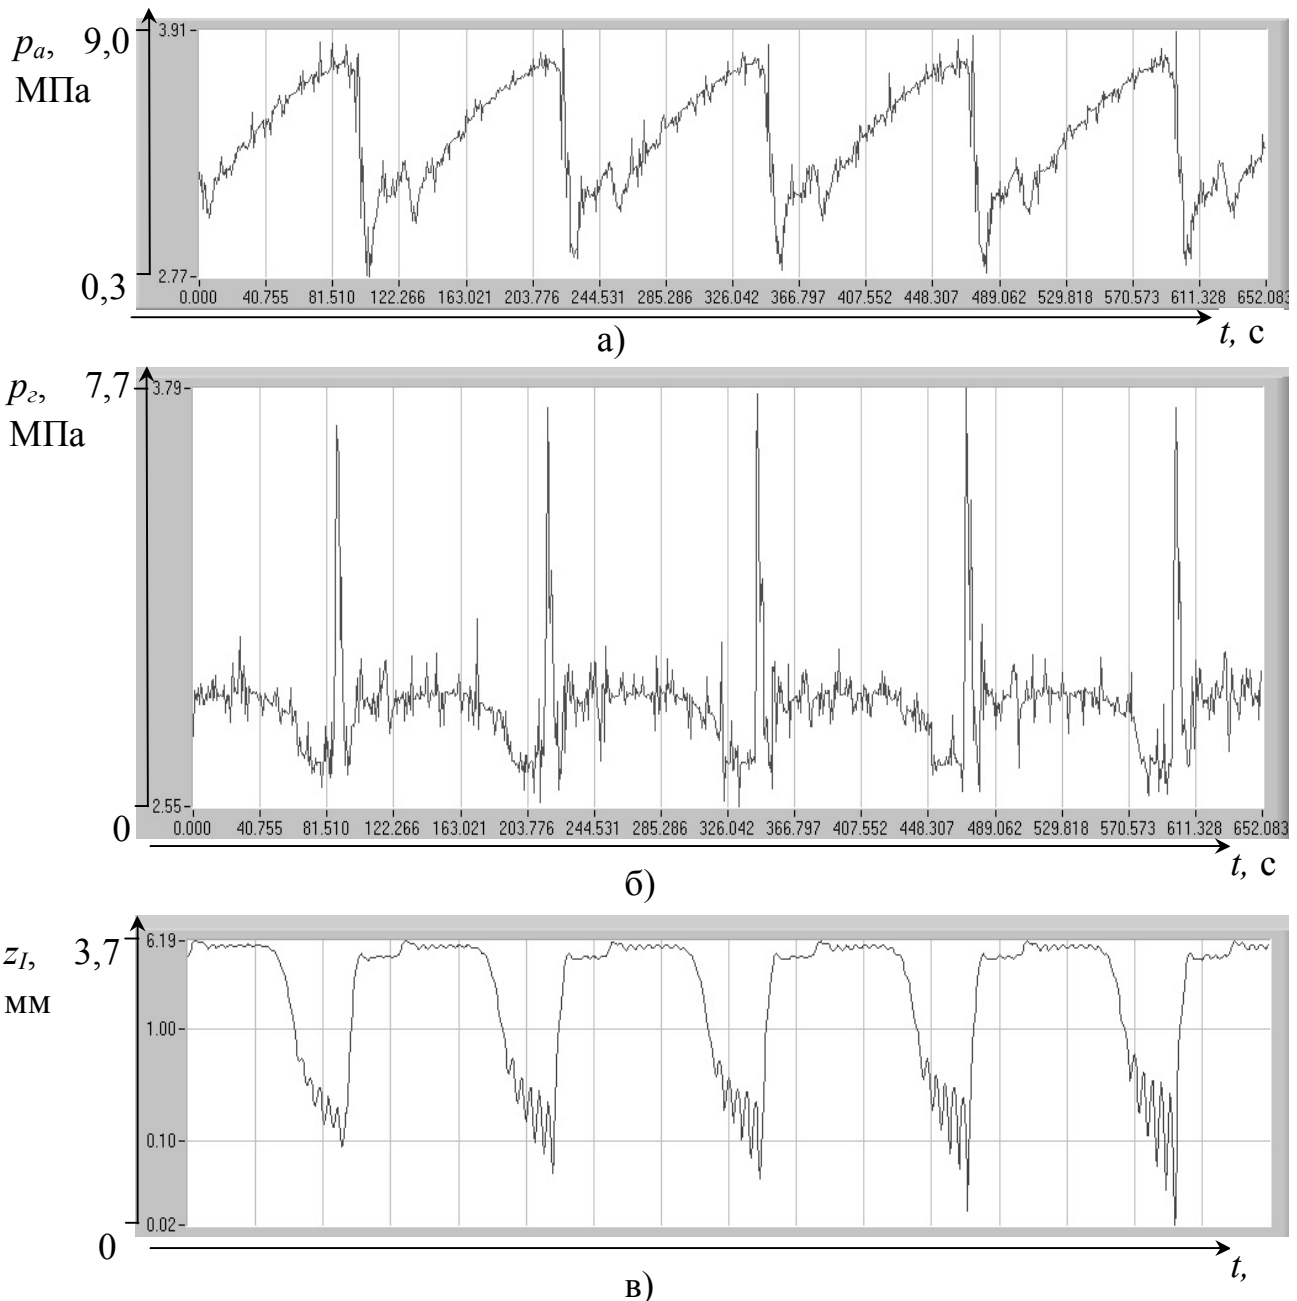 pₐ, 9,0
МПа
3.91
0,3
2.77
0.000 40.755 81.510 122.266 163.021 203.776 244.531 285.286 326.042 366.797 407.552 448.307 489.062 529.818 570.573 611.328 652.083
t, с
а)
p₂, 7,7
МПа
3.79
0
2.55
0.000 40.755 81.510 122.266 163.021 203.776 244.531 285.286 326.042 366.797 407.552 448.307 489.062 529.818 570.573 611.328 652.083
t, с
б)
z_I, 3,7
мм
6.19
1.00
0.10
0.02
0
t,
в)